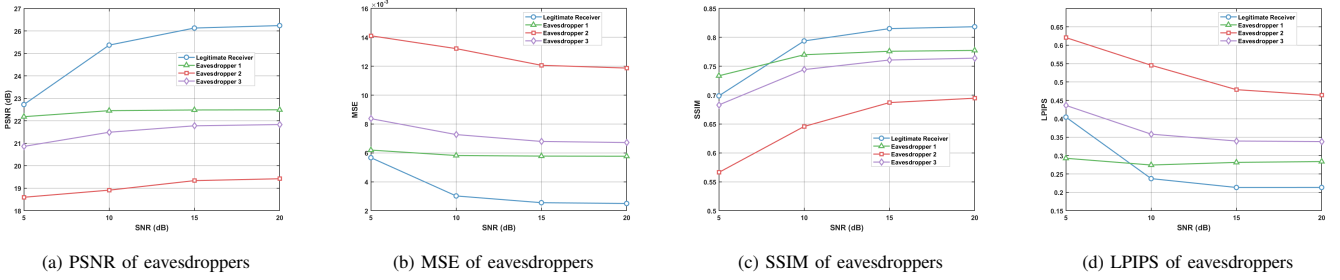 27
26
25
24
23
22
21
20
19
18
PSNR (dB)
5
10
15
20
SNR (dB)
Legitimate Receiver
Eavesdropper 1
Eavesdropper 2
Eavesdropper 3
(a) PSNR of eavesdroppers
×10⁻³
16
14
12
10
8
6
4
2
MSE
5
10
15
20
SNR (dB)
Legitimate Receiver
Eavesdropper 1
Eavesdropper 2
Eavesdropper 3
(b) MSE of eavesdroppers
0.85
0.8
0.75
0.7
0.65
0.6
0.55
0.5
SSIM
5
10
15
20
SNR (dB)
Legitimate Receiver
Eavesdropper 1
Eavesdropper 2
Eavesdropper 3
(c) SSIM of eavesdroppers
0.65
0.6
0.55
0.5
0.45
0.4
0.35
0.3
0.25
0.2
0.15
LPIPS
5
10
15
20
SNR (dB)
Legitimate Receiver
Eavesdropper 1
Eavesdropper 2
Eavesdropper 3
(d) LPIPS of eavesdroppers